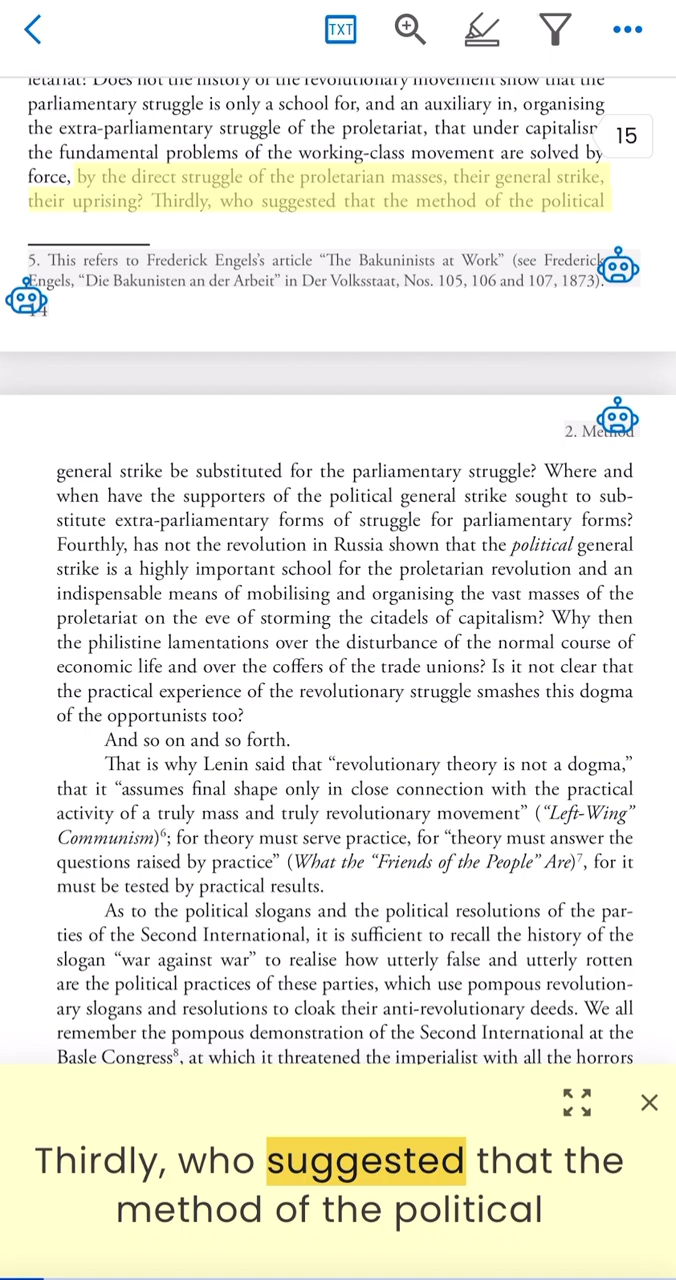 TXT
letariat? Does not the history of the revolutionary movement show that the
parliamentary struggle is only a school for, and an auxiliary in, organising
the extra-parliamentary struggle of the proletariat, that under capitalism
15
the fundamental problems of the working-class movement are solved by
force, by the direct struggle of the proletarian masses, their general strike,
their uprising? Thirdly, who suggested that the method of the political
5. This refers to Frederick Engels’s article “The Bakuninists at Work” (see Frederick
Engels, “Die Bakunisten an der Arbeit” in Der Volksstaat, Nos. 105, 106 and 107, 1873).
14
2. Method
general strike be substituted for the parliamentary struggle? Where and
when have the supporters of the political general strike sought to sub-
stitute extra-parliamentary forms of struggle for parliamentary forms?
Fourthly, has not the revolution in Russia shown that the political general
strike is a highly important school for the proletarian revolution and an
indispensable means of mobilising and organising the vast masses of the
proletariat on the eve of storming the citadels of capitalism? Why then
the philistine lamentations over the disturbance of the normal course of
economic life and over the coffers of the trade unions? Is it not clear that
the practical experience of the revolutionary struggle smashes this dogma
of the opportunists too?
And so on and so forth.
That is why Lenin said that “revolutionary theory is not a dogma,”
that it “assumes final shape only in close connection with the practical
activity of a truly mass and truly revolutionary movement” (“Left-Wing”
Communism)⁶; for theory must serve practice, for “theory must answer the
questions raised by practice” (What the “Friends of the People” Are)⁷, for it
must be tested by practical results.
As to the political slogans and the political resolutions of the par-
ties of the Second International, it is sufficient to recall the history of the
slogan “war against war” to realise how utterly false and utterly rotten
are the political practices of these parties, which use pompous revolution-
ary slogans and resolutions to cloak their anti-revolutionary deeds. We all
remember the pompous demonstration of the Second International at the
Basle Congress⁸, at which it threatened the imperialist with all the horrors
Thirdly, who suggested that the
method of the political